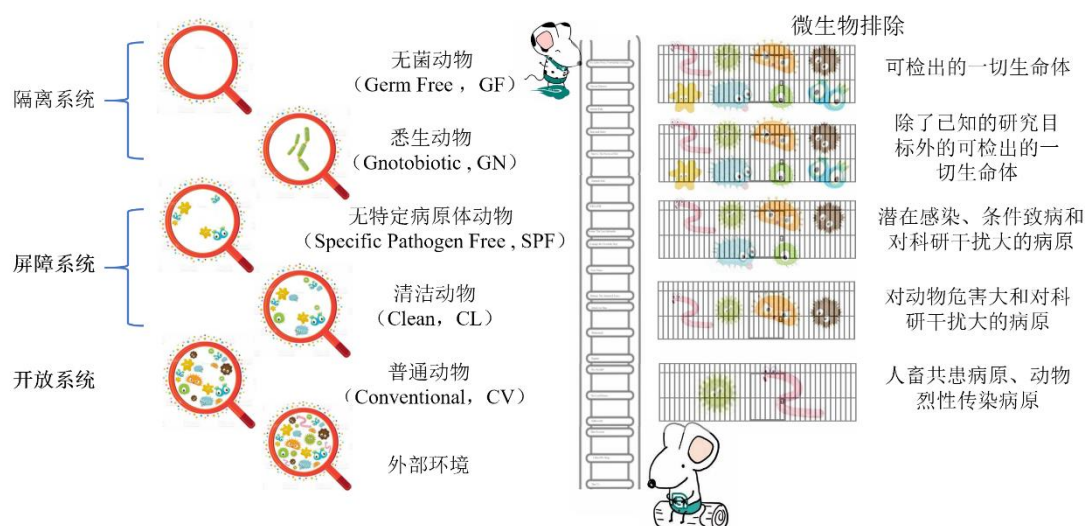 微生物排除
隔离系统
无菌动物
（Germ Free ，GF）
可检出的一切生命体
悉生动物
（Gnotobiotic , GN）
除了已知的研究目
标外的可检出的一
切生命体
屏障系统
无特定病原体动物
（Specific Pathogen Free , SPF）
潜在感染、条件致病和
对科研干扰大的病原
清洁动物
（Clean，CL）
对动物危害大和对科
研干扰大的病原
开放系统
普通动物
（Conventional，CV）
人畜共患病原、动物
烈性传染病原
外部环境